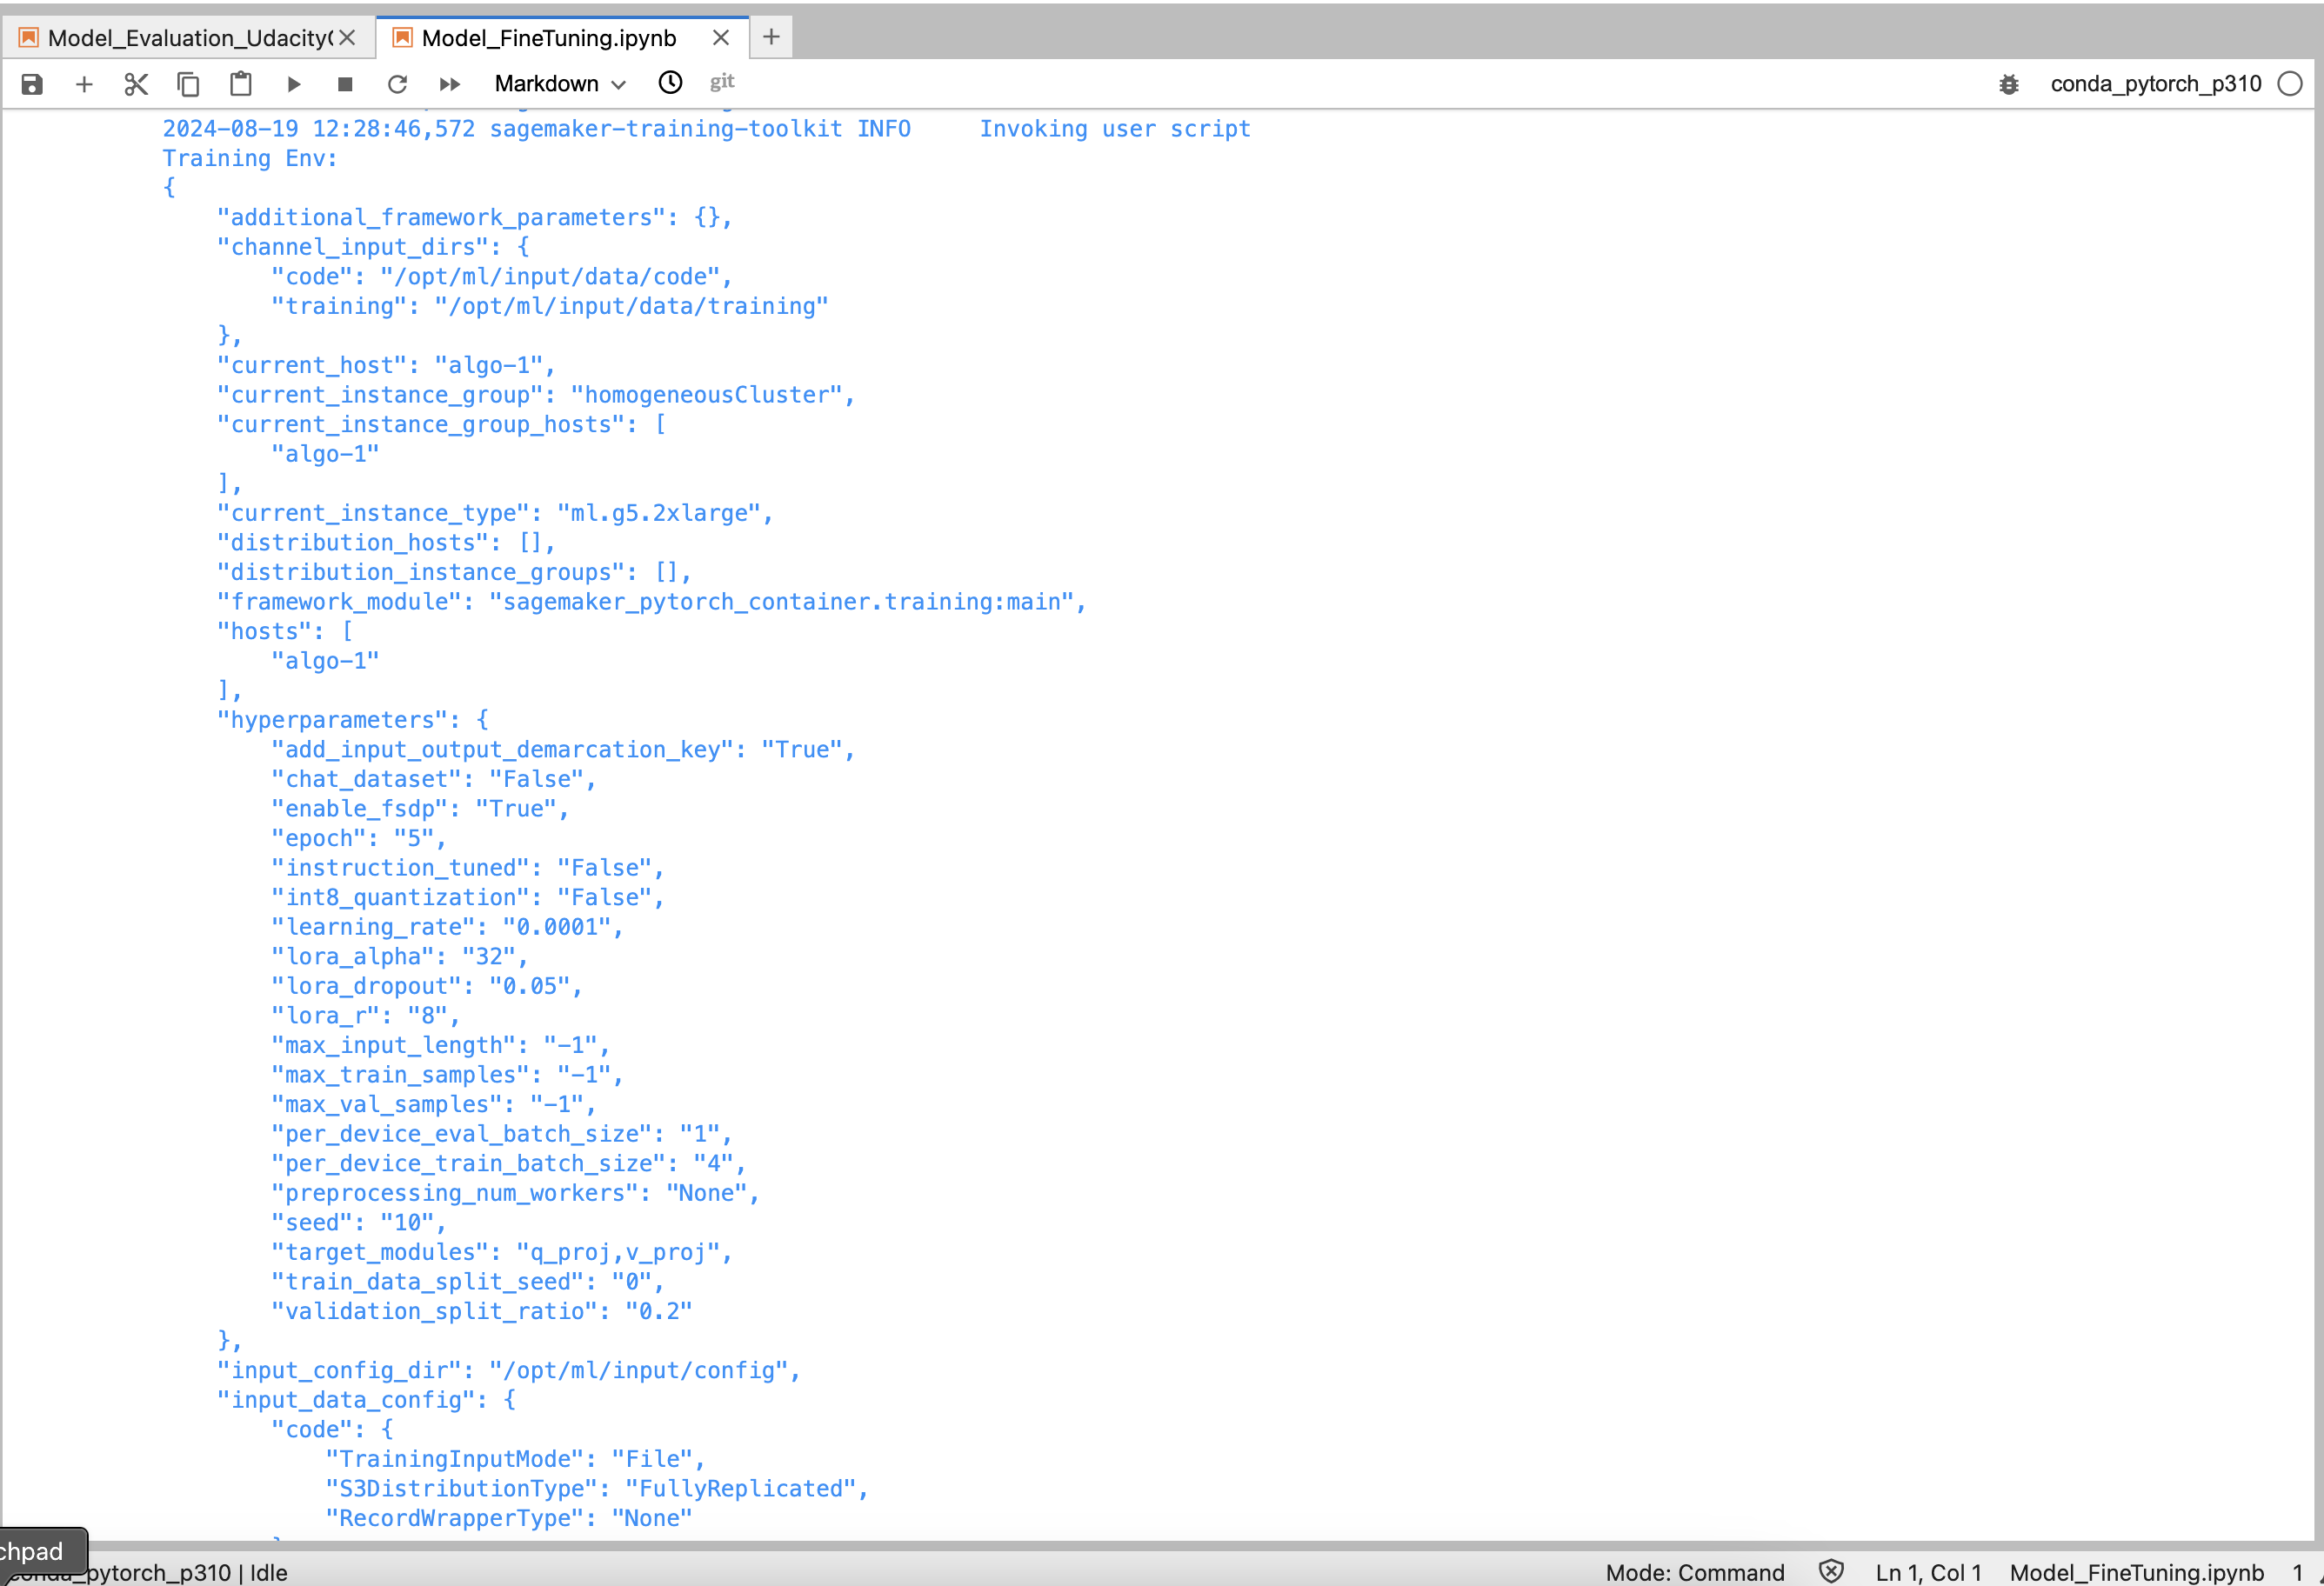 Model_Evaluation_Udacity
Model_FineTuning.ipynb
Markdown
git
conda_pytorch_p310
2024-08-19 12:28:46,572 sagemaker-training-toolkit INFO     Invoking user script
Training Env:
{
    "additional_framework_parameters": {},
    "channel_input_dirs": {
        "code": "/opt/ml/input/data/code",
        "training": "/opt/ml/input/data/training"
    },
    "current_host": "algo-1",
    "current_instance_group": "homogeneousCluster",
    "current_instance_group_hosts": [
        "algo-1"
    ],
    "current_instance_type": "ml.g5.2xlarge",
    "distribution_hosts": [],
    "distribution_instance_groups": [],
    "framework_module": "sagemaker_pytorch_container.training:main",
    "hosts": [
        "algo-1"
    ],
    "hyperparameters": {
        "add_input_output_demarcation_key": "True",
        "chat_dataset": "False",
        "enable_fsdp": "True",
        "epoch": "5",
        "instruction_tuned": "False",
        "int8_quantization": "False",
        "learning_rate": "0.0001",
        "lora_alpha": "32",
        "lora_dropout": "0.05",
        "lora_r": "8",
        "max_input_length": "-1",
        "max_train_samples": "-1",
        "max_val_samples": "-1",
        "per_device_eval_batch_size": "1",
        "per_device_train_batch_size": "4",
        "preprocessing_num_workers": "None",
        "seed": "10",
        "target_modules": "q_proj,v_proj",
        "train_data_split_seed": "0",
        "validation_split_ratio": "0.2"
    },
    "input_config_dir": "/opt/ml/input/config",
    "input_data_config": {
        "code": {
            "TrainingInputMode": "File",
            "S3DistributionType": "FullyReplicated",
            "RecordWrapperType": "None"
chpad
pytorch_p310 | Idle
Mode: Command
Ln 1, Col 1
Model_FineTuning.ipynb
1